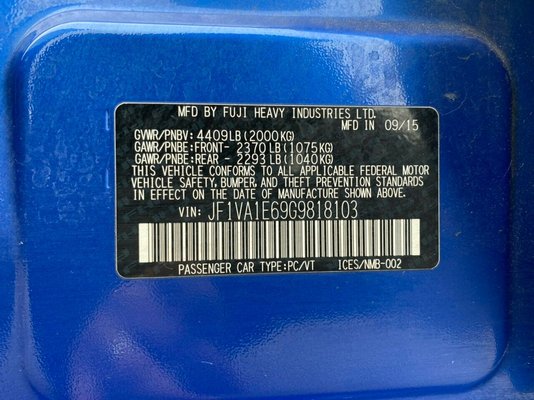 MFD BY FUJI HEAVY INDUSTRIES LTD.
MFD IN 09/15
GVWR/PNBV: 4409LB(2000KG)
GAWR/PNBE:FRONT- 2370LB(1075KG)
GAWR/PNBE:REAR - 2293LB(1040KG)
THIS VEHICLE CONFORMS TO ALL APPLICABLE FEDERAL MOTOR
VEHICLE SAFETY, BUMPER, AND THEFT PREVENTION STANDARDS
IN EFFECT ON THE DATE OF MANUFACTURE SHOWN ABOVE.
VIN: JF1VA1E69G9818103
PASSENGER CAR TYPE:PC/VT ICES/NMB-002